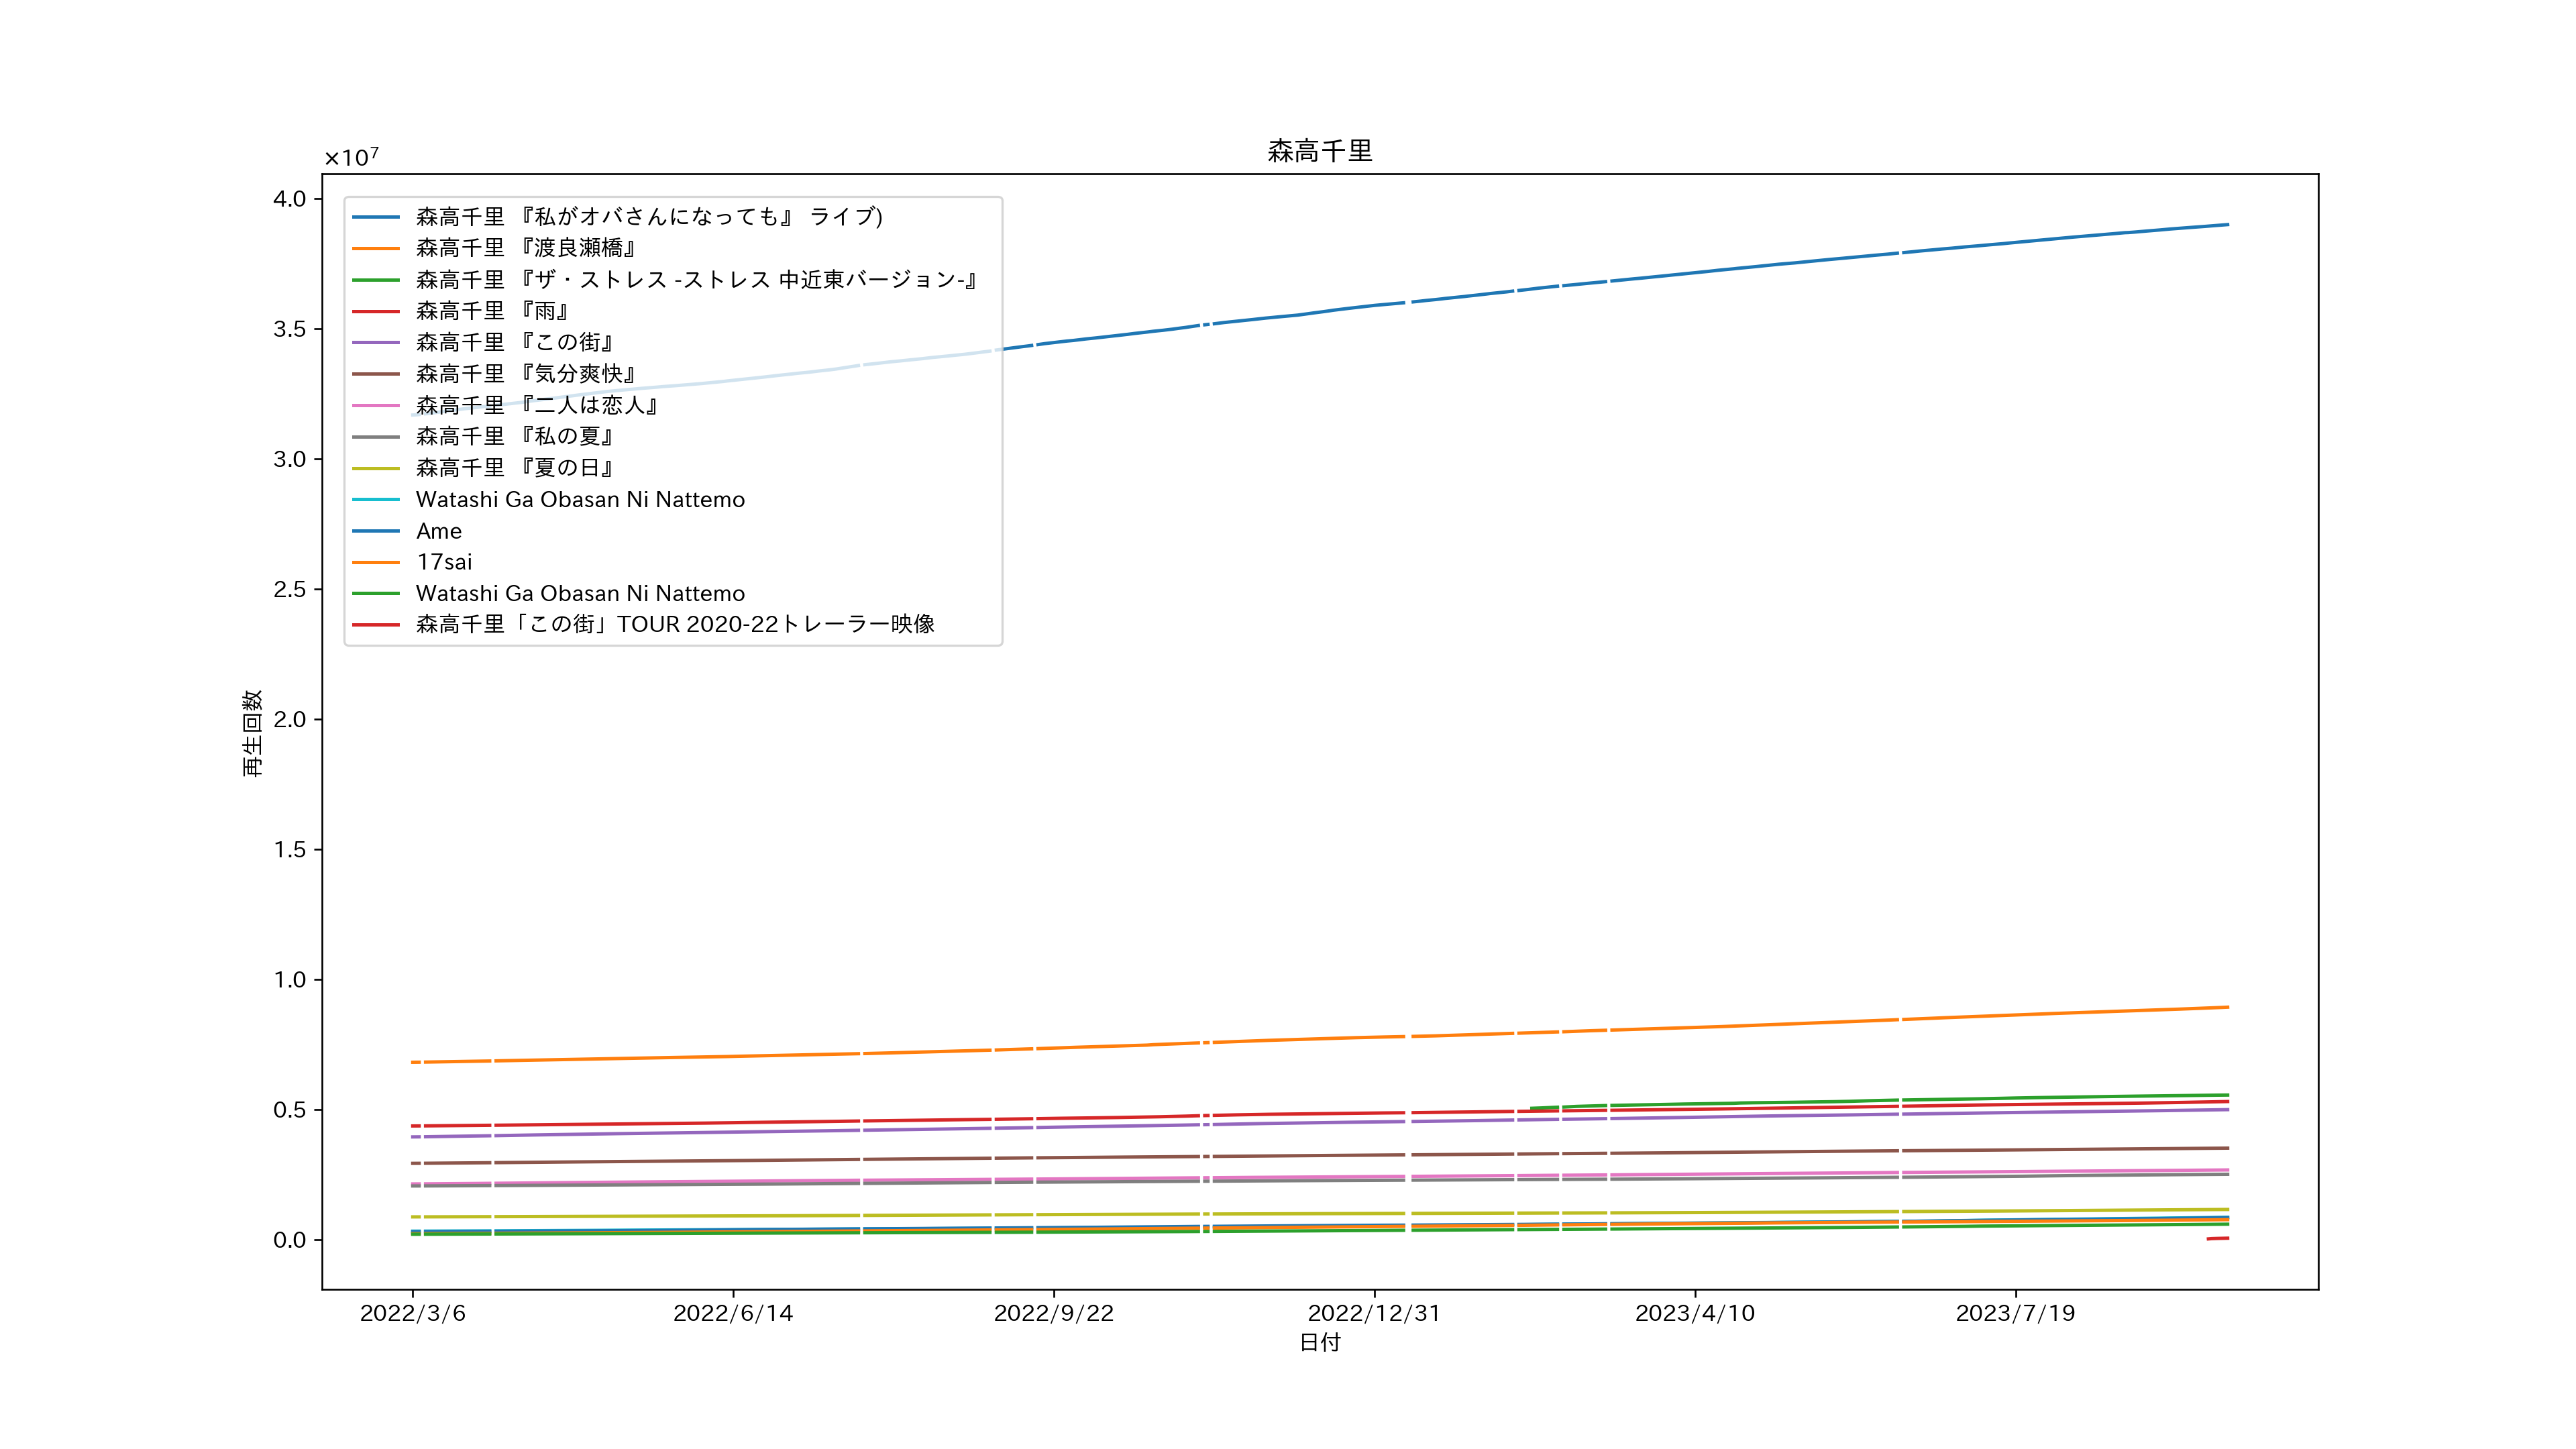 森高千里
×10⁷
4.0
3.5
3.0
2.5
2.0
1.5
1.0
0.5
0.0
再生回数
森高千里 『私がオバさんになっても』 ライブ)
森高千里 『渡良瀬橋』
森高千里 『ザ・ストレス -ストレス 中近東バージョン-』
森高千里 『雨』
森高千里 『この街』
森高千里 『気分爽快』
森高千里 『二人は恋人』
森高千里 『私の夏』
森高千里 『夏の日』
Watashi Ga Obasan Ni Nattemo
Ame
17sai
Watashi Ga Obasan Ni Nattemo
森高千里「この街」TOUR 2020-22トレーラー映像
2022/3/6 2022/6/14 2022/9/22 2022/12/31 2023/4/10 2023/7/19
日付